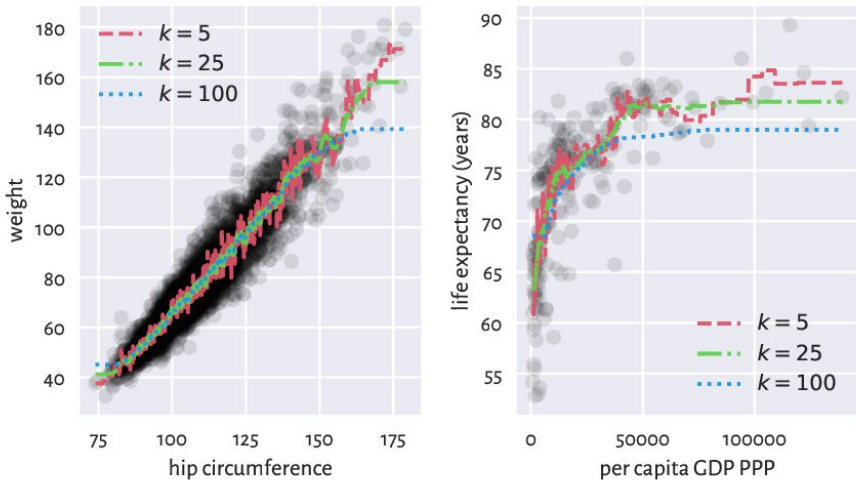 180
160
140
120
100
80
60
40
weight
k = 5
k = 25
k = 100
75
100
125
150
175
hip circumference
90
85
80
75
70
65
60
55
life expectancy (years)
k = 5
k = 25
k = 100
0
50000
100000
per capita GDP PPP